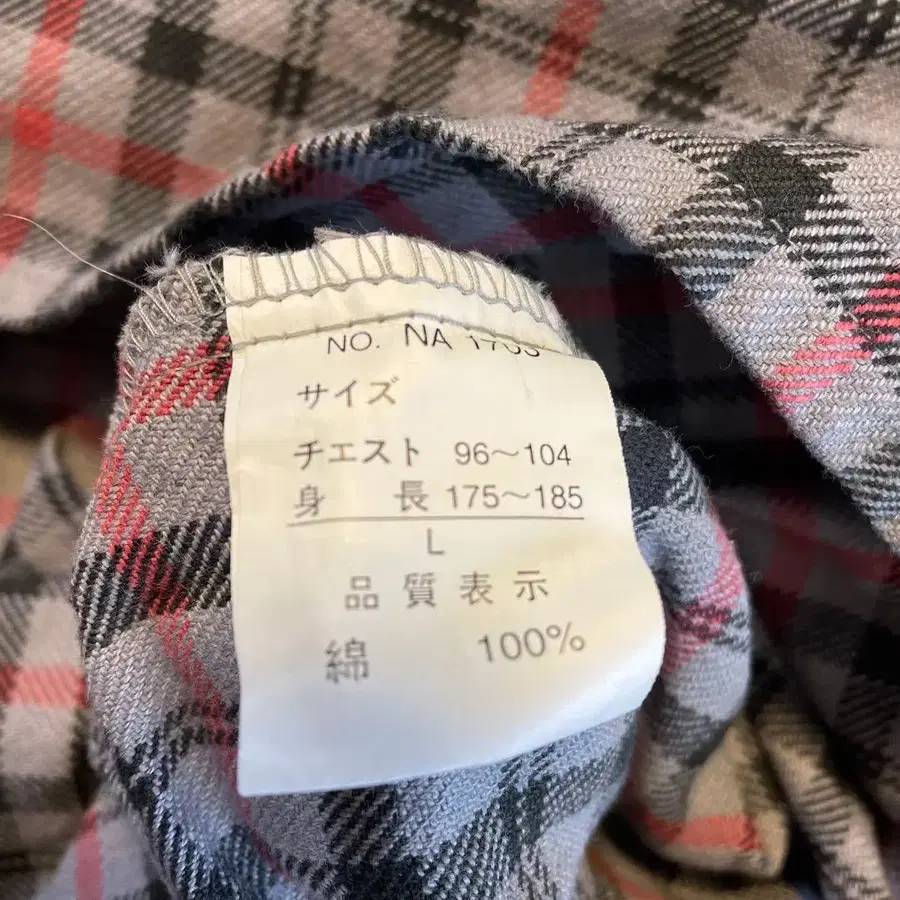 NO. NA 1753
サイズ
チエスト 96〜104
身 長 175〜185
L
品質表示
綿 100%